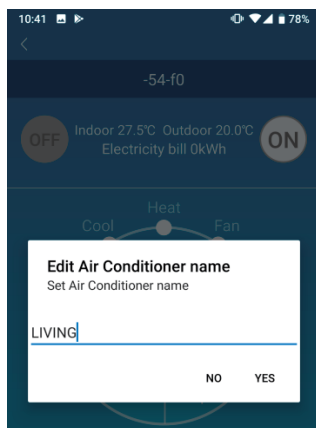 10:41 78%
-54-f0
OFF Indoor 27.5℃ Outdoor 20.0℃ ON
Electricity bill 0kWh
Heat
Cool Fan
Edit Air Conditioner name
Set Air Conditioner name
LIVING
NO YES